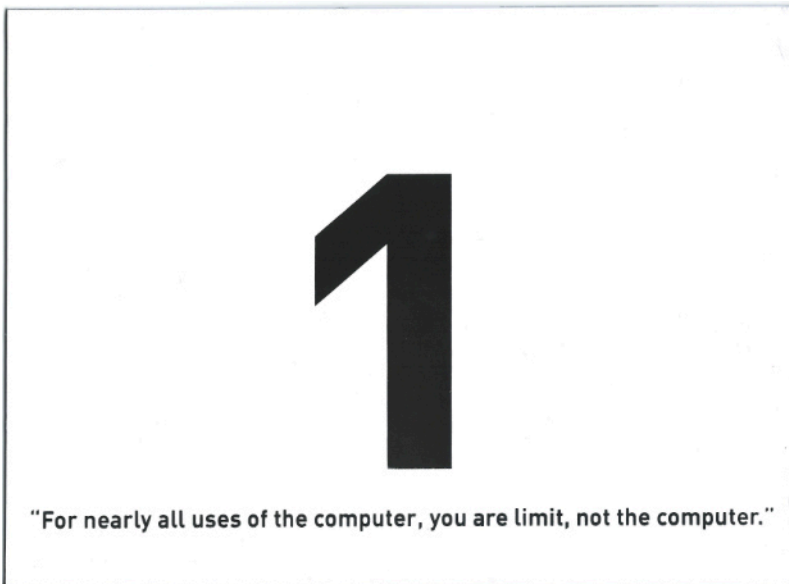 1
"For nearly all uses of the computer, you are limit, not the computer."